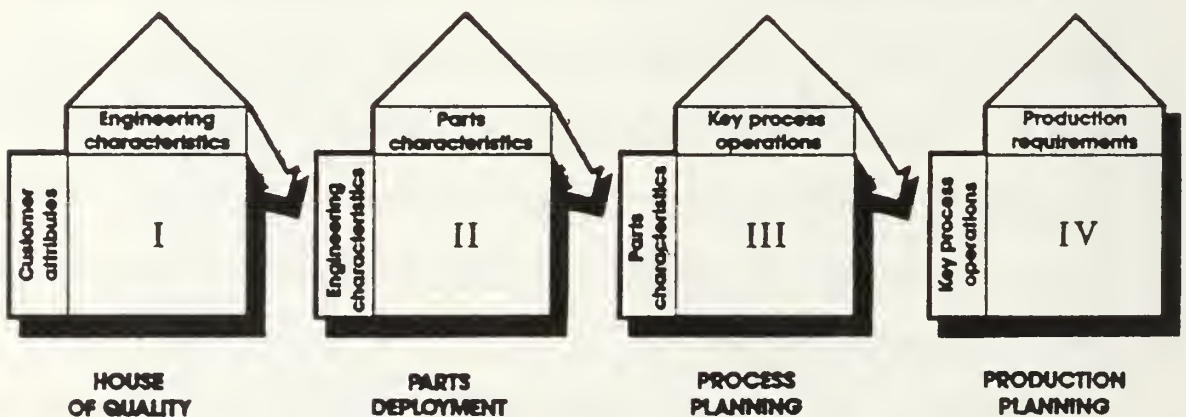 Engineering
characteristics
Customer
attributes
I
HOUSE
OF QUALITY
Parts
characteristics
Engineering
characteristics
II
PARTS
DEPLOYMENT
Key process
operations
Parts
characteristics
III
PROCESS
PLANNING
Production
requirements
Key process
operations
IV
PRODUCTION
PLANNING